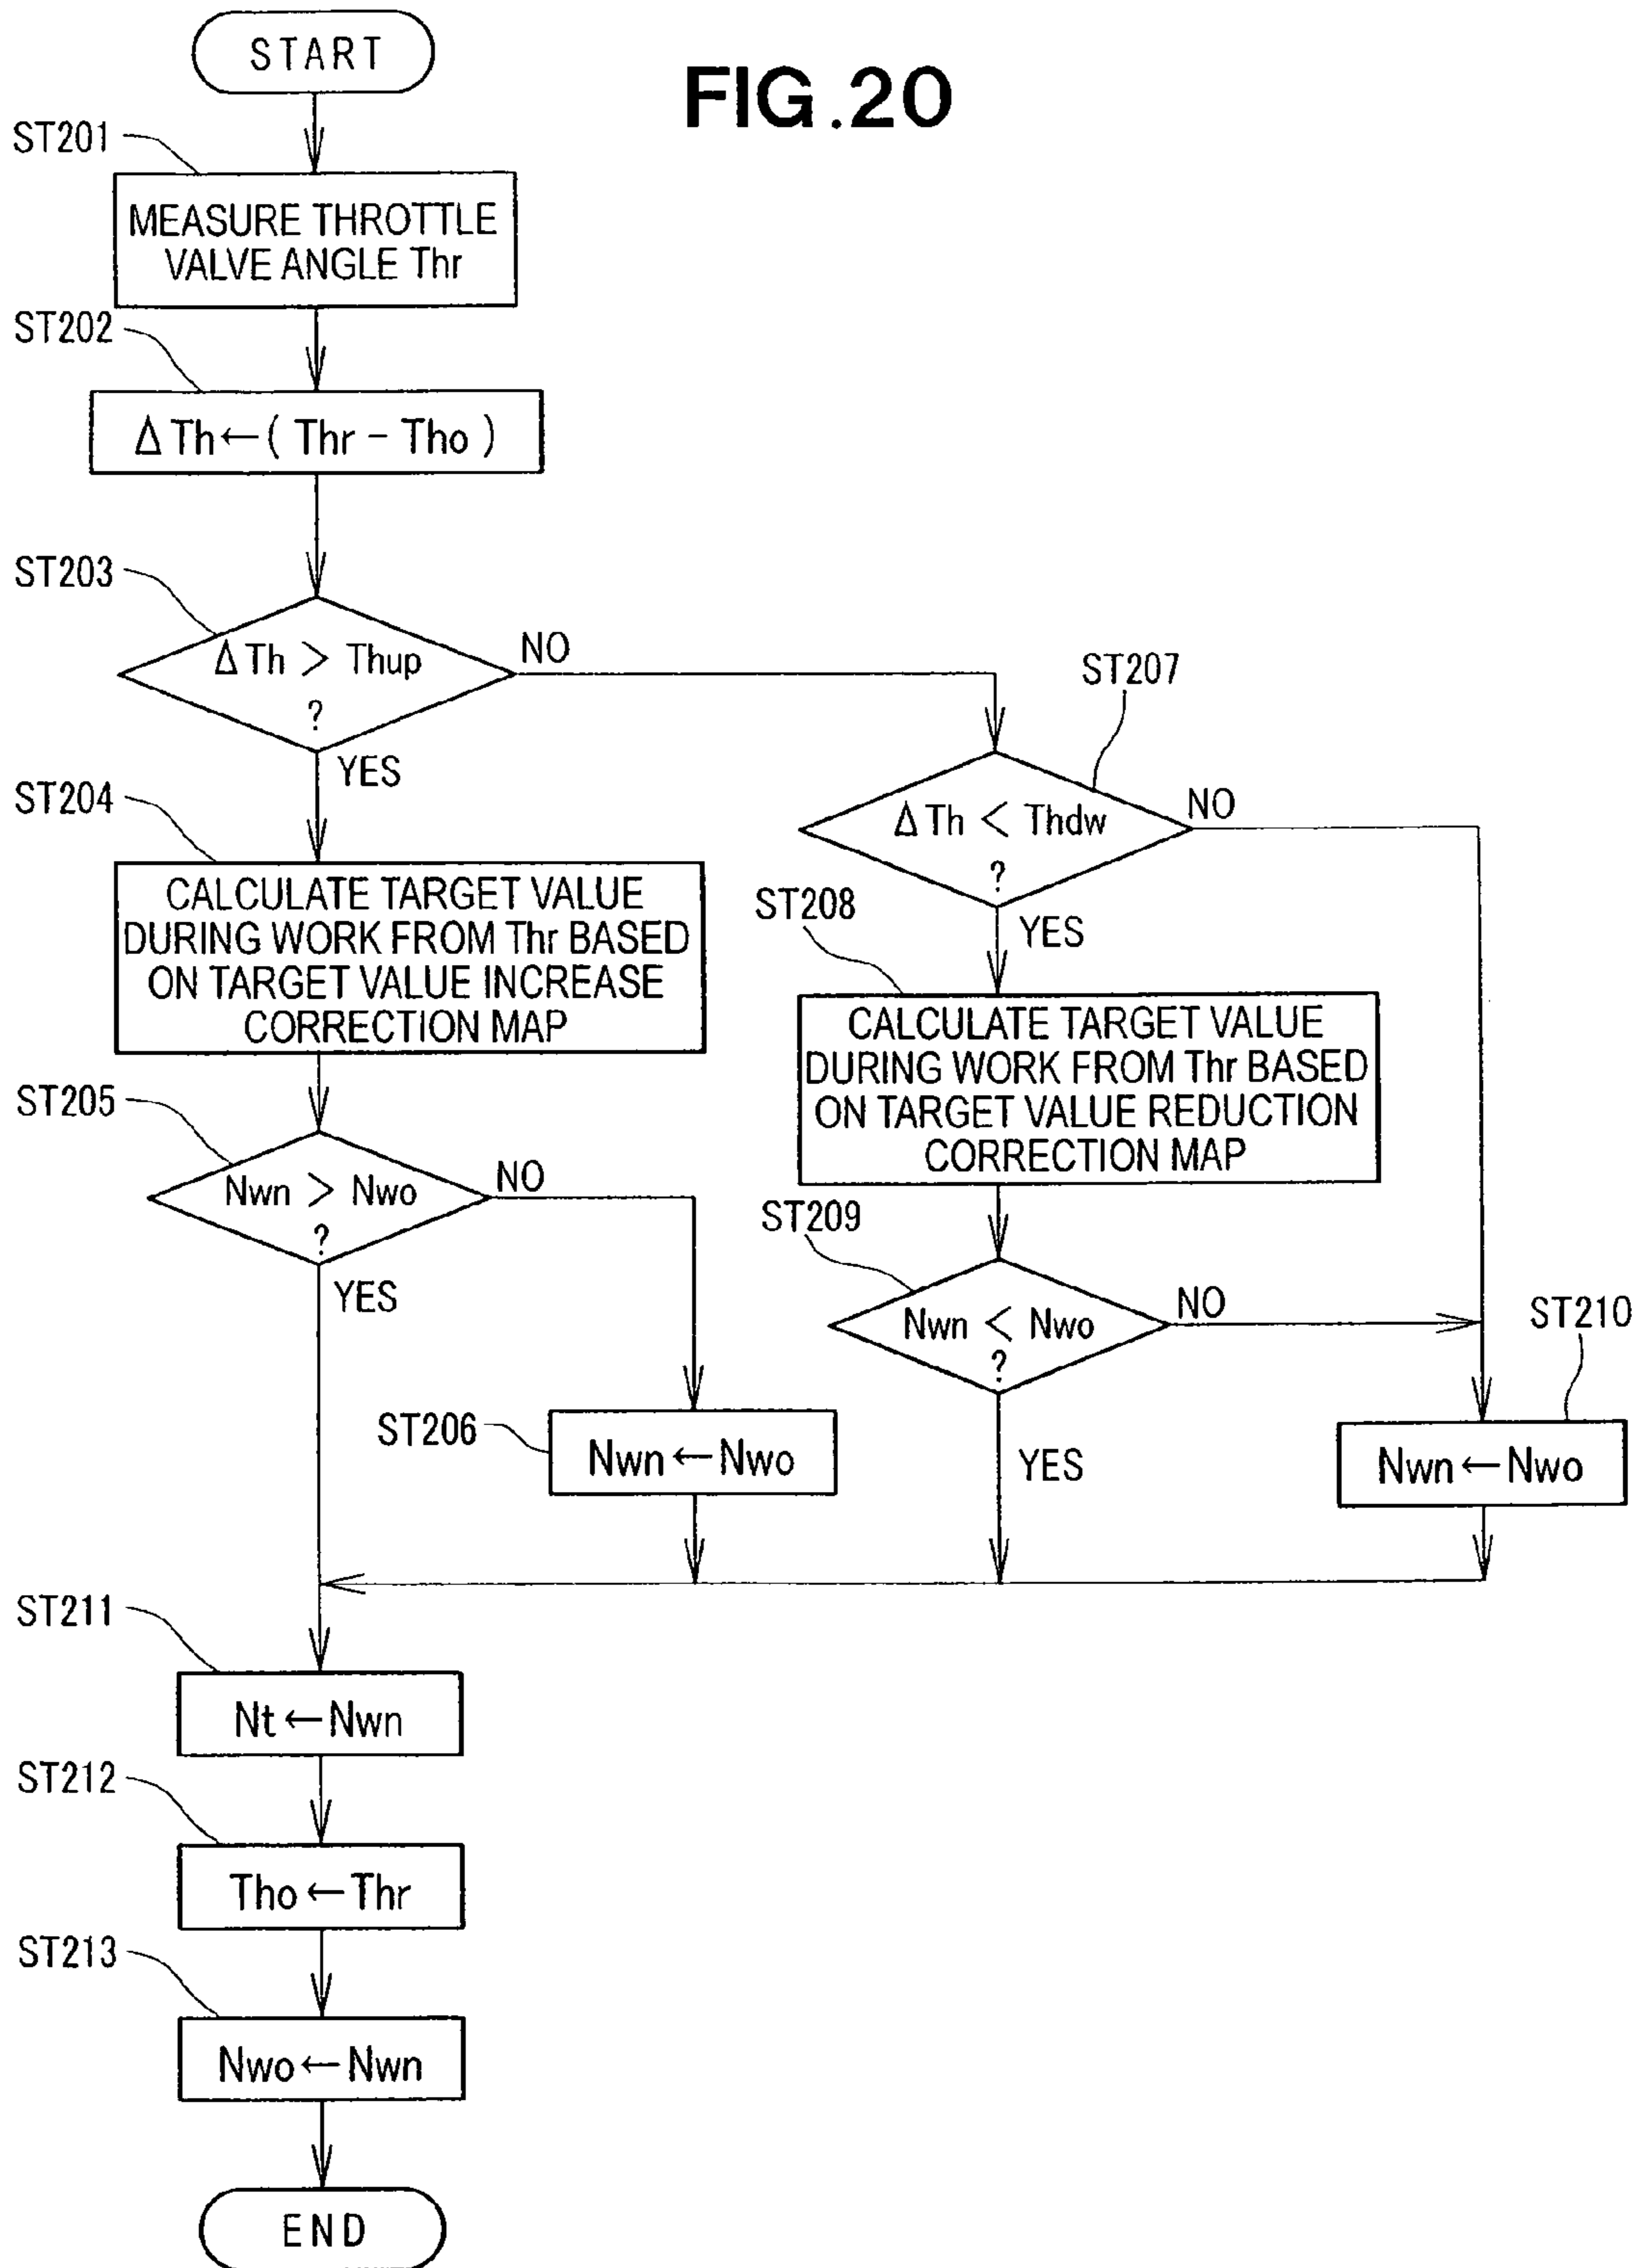 START
FIG.20
ST201
MEASURE THROTTLE
VALVE ANGLE Thr
ST202
ΔTh←(Thr－Tho)
ST203
ΔTh > Thup
?
NO
YES
ST207
ΔTh < Thdw
?
NO
YES
ST204
CALCULATE TARGET VALUE
DURING WORK FROM Thr BASED
ON TARGET VALUE INCREASE
CORRECTION MAP
ST208
CALCULATE TARGET VALUE
DURING WORK FROM Thr BASED
ON TARGET VALUE REDUCTION
CORRECTION MAP
ST205
Nwn > Nwo
?
NO
YES
ST209
Nwn < Nwo
?
NO
YES
ST206
Nwn←Nwo
ST210
Nwn←Nwo
ST211
Nt←Nwn
ST212
Tho←Thr
ST213
Nwo←Nwn
END